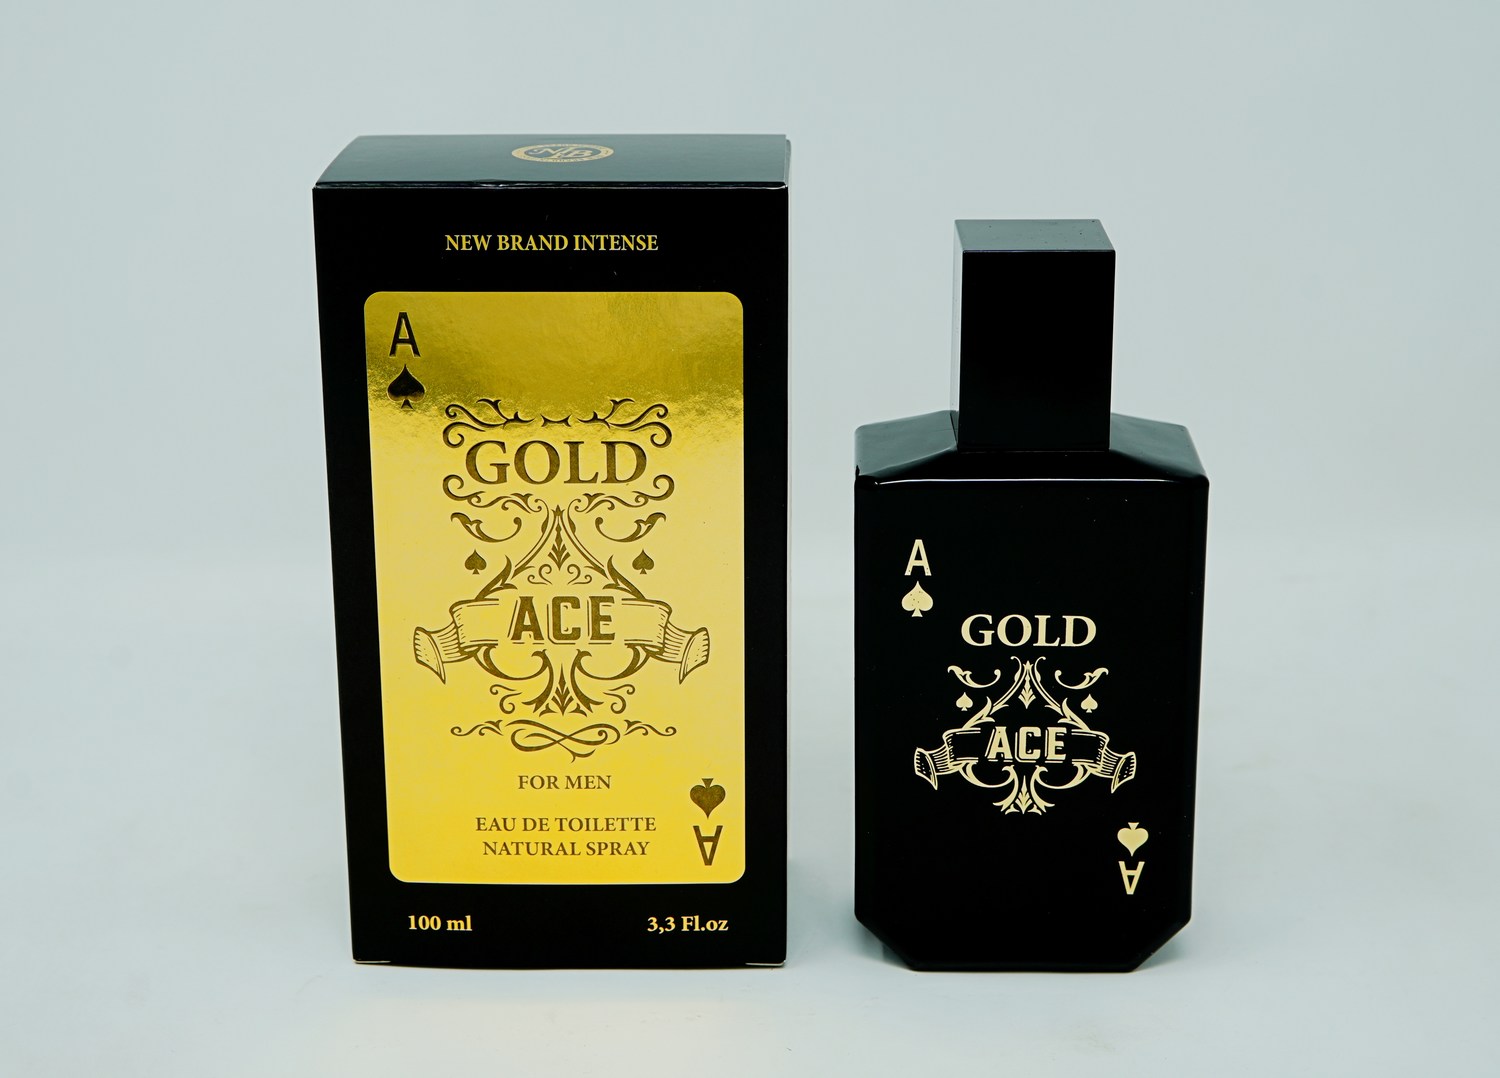 NB
NEW BRAND INTENSE
A
GOLD
ACE
FOR MEN
EAU DE TOILETTE
NATURAL SPRAY
A
100 ml
3,3 Fl.oz
A
GOLD
ACE
A